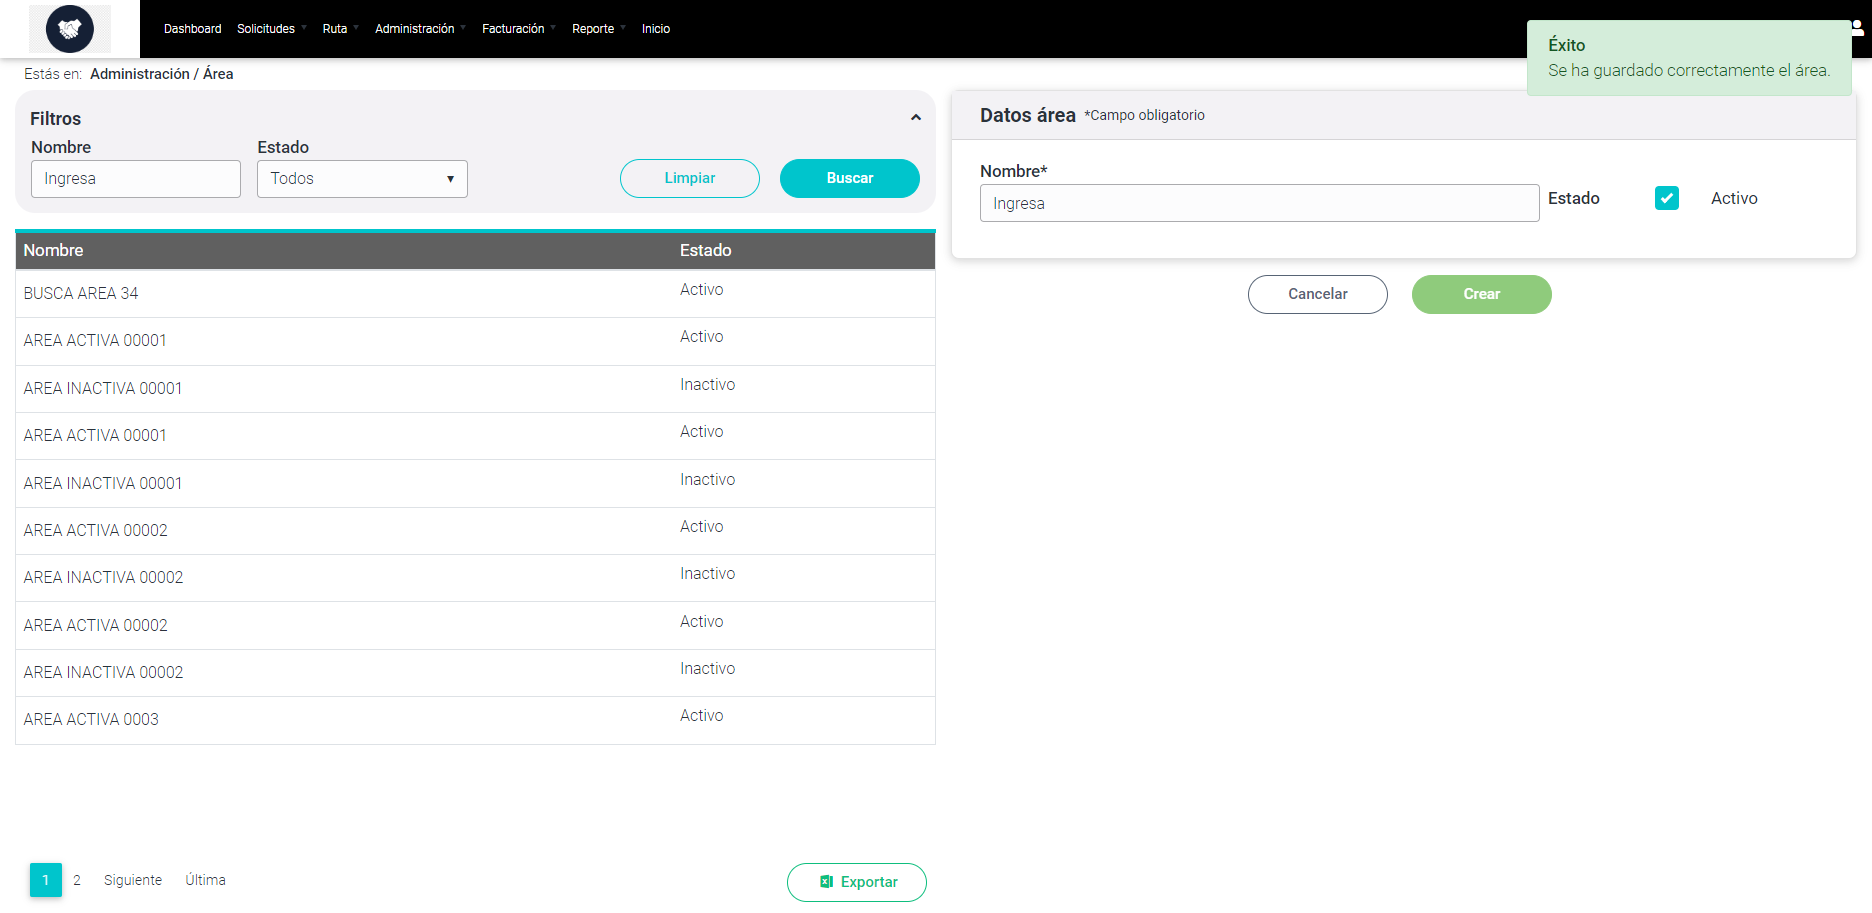 Dashboard Solicitudes Ruta Administración Facturación Reporte Inicio
Éxito
Se ha guardado correctamente el área.
Estás en: Administración / Área
Filtros
Nombre Estado
Ingresa Todos Limpiar Buscar
Nombre Estado
BUSCA AREA 34 Activo
AREA ACTIVA 00001 Activo
AREA INACTIVA 00001 Inactivo
AREA ACTIVA 00001 Activo
AREA INACTIVA 00001 Inactivo
AREA ACTIVA 00002 Activo
AREA INACTIVA 00002 Inactivo
AREA ACTIVA 00002 Activo
AREA INACTIVA 00002 Inactivo
AREA ACTIVA 0003 Activo
1 2 Siguiente Última Exportar
Datos área *Campo obligatorio
Nombre*
Ingresa Estado Activo
Cancelar Crear